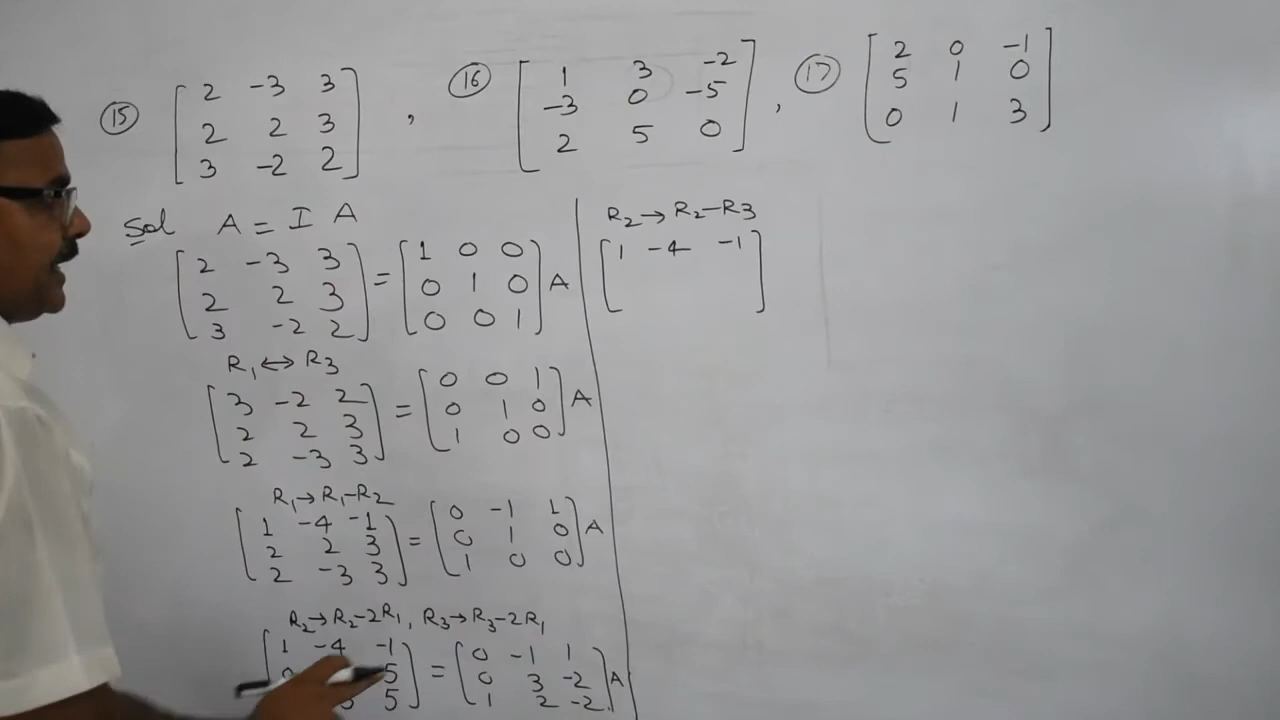 ⑮ [ 2 -3 3 ; 2 2 3 ; 3 -2 2 ] , ⑯ [ 1 3 -2 ; -3 0 -5 ; 2 5 0 ] , ⑰ [ 2 0 -1 ; 5 1 0 ; 0 1 3 ]
Sol A = I A
[ 2 -3 3 ; 2 2 3 ; 3 -2 2 ] = [ 1 0 0 ; 0 1 0 ; 0 0 1 ] A
R₁ ↔ R₃
[ 3 -2 2 ; 2 2 3 ; 2 -3 3 ] = [ 0 0 1 ; 0 1 0 ; 1 0 0 ] A
R₁→R₁-R₂
[ 1 -4 -1 ; 2 2 3 ; 2 -3 3 ] = [ 0 -1 1 ; 0 1 0 ; 1 0 0 ] A
R₂→R₂-2R₁, R₃→R₃-2R₁
[ 1 -4 -1 ; 0 5 ; 5 ] = [ 0 -1 1 ; 0 3 -2 ; 1 2 -2 ] A
R₂→R₂-R₃
[ 1 -4 -1 ]